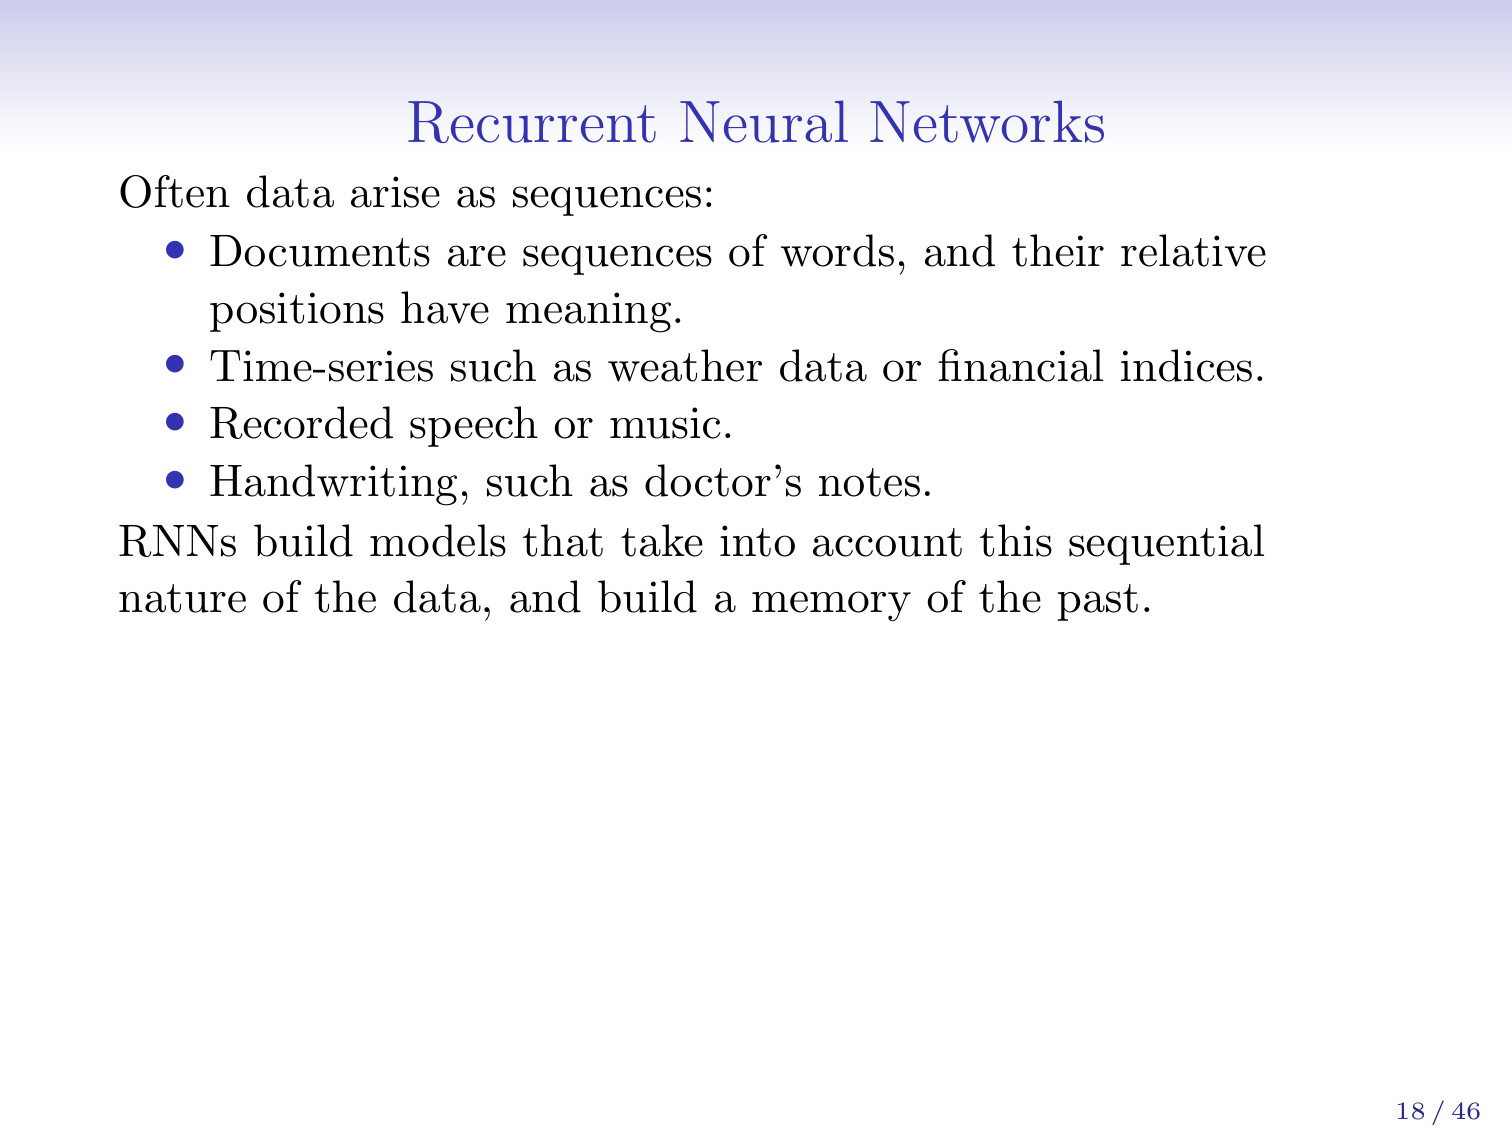 Recurrent Neural Networks
Often data arise as sequences:
• Documents are sequences of words, and their relative
positions have meaning.
• Time-series such as weather data or financial indices.
• Recorded speech or music.
• Handwriting, such as doctor’s notes.
RNNs build models that take into account this sequential
nature of the data, and build a memory of the past.
18 / 46